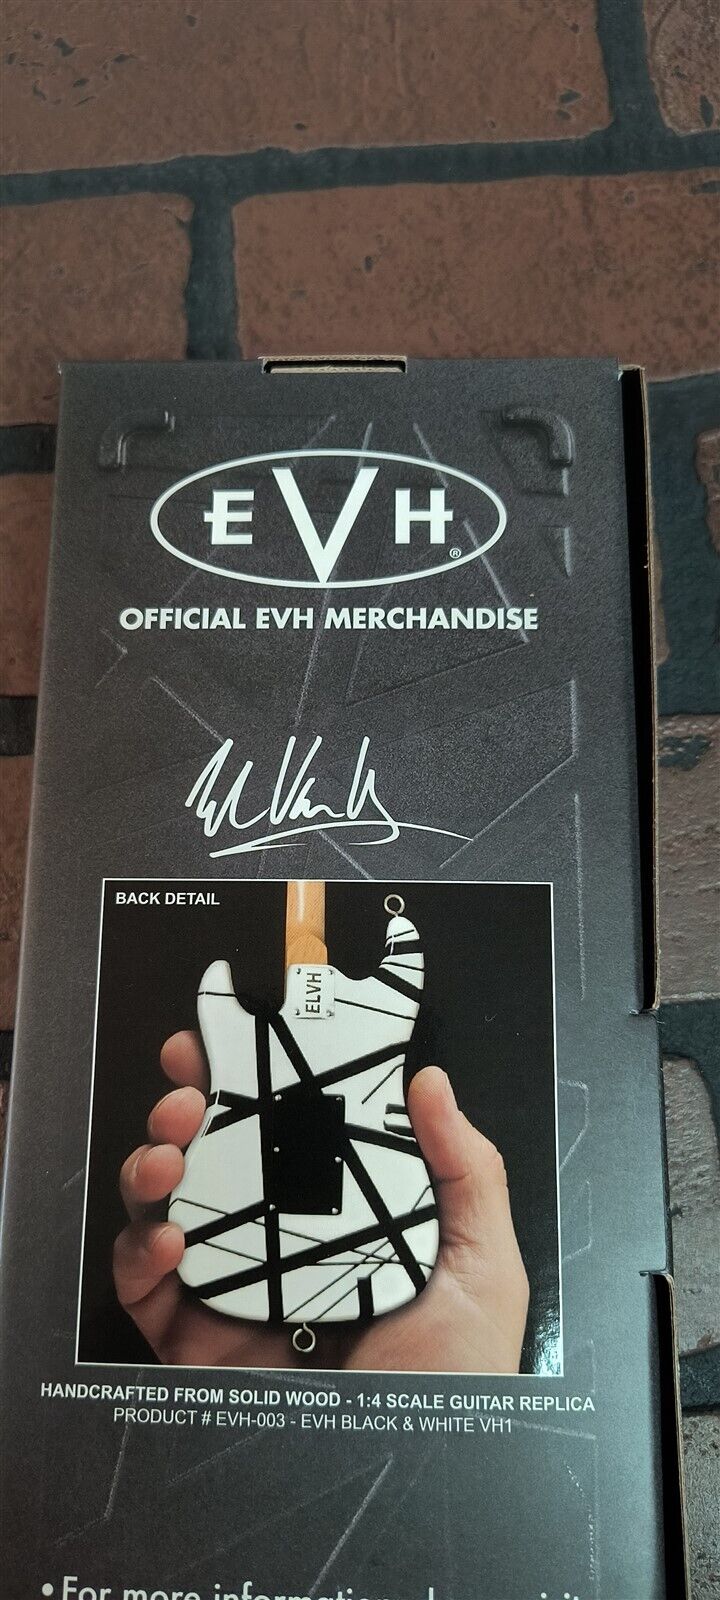 EVH®
OFFICIAL EVH MERCHANDISE
BACK DETAIL
ELVH
HANDCRAFTED FROM SOLID WOOD - 1:4 SCALE GUITAR REPLICA
PRODUCT # EVH-003 - EVH BLACK & WHITE VH1
• For more information